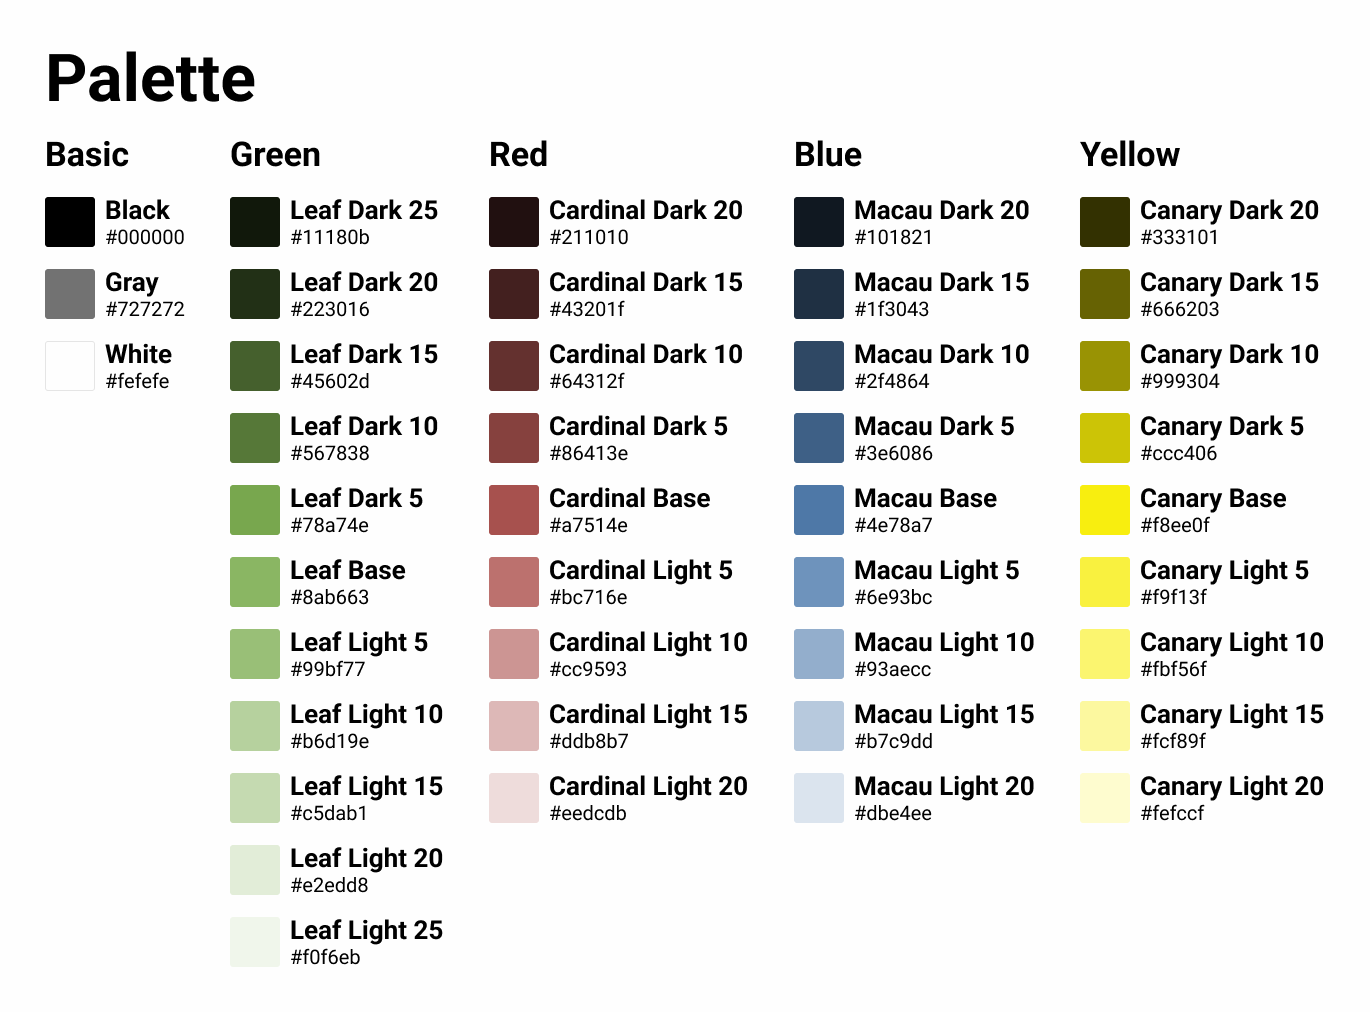 Palette
Basic
Black
#000000
Gray
#727272
White
#fefefe
Green
Leaf Dark 25
#11180b
Leaf Dark 20
#223016
Leaf Dark 15
#45602d
Leaf Dark 10
#567838
Leaf Dark 5
#78a74e
Leaf Base
#8ab663
Leaf Light 5
#99bf77
Leaf Light 10
#b6d19e
Leaf Light 15
#c5dab1
Leaf Light 20
#e2edd8
Leaf Light 25
#f0f6eb
Red
Cardinal Dark 20
#211010
Cardinal Dark 15
#43201f
Cardinal Dark 10
#64312f
Cardinal Dark 5
#86413e
Cardinal Base
#a7514e
Cardinal Light 5
#bc716e
Cardinal Light 10
#cc9593
Cardinal Light 15
#ddb8b7
Cardinal Light 20
#eedcdb
Blue
Macau Dark 20
#101821
Macau Dark 15
#1f3043
Macau Dark 10
#2f4864
Macau Dark 5
#3e6086
Macau Base
#4e78a7
Macau Light 5
#6e93bc
Macau Light 10
#93aecc
Macau Light 15
#b7c9dd
Macau Light 20
#dbe4ee
Yellow
Canary Dark 20
#333101
Canary Dark 15
#666203
Canary Dark 10
#999304
Canary Dark 5
#ccc406
Canary Base
#f8ee0f
Canary Light 5
#f9f13f
Canary Light 10
#fbf56f
Canary Light 15
#fcf89f
Canary Light 20
#fefccf